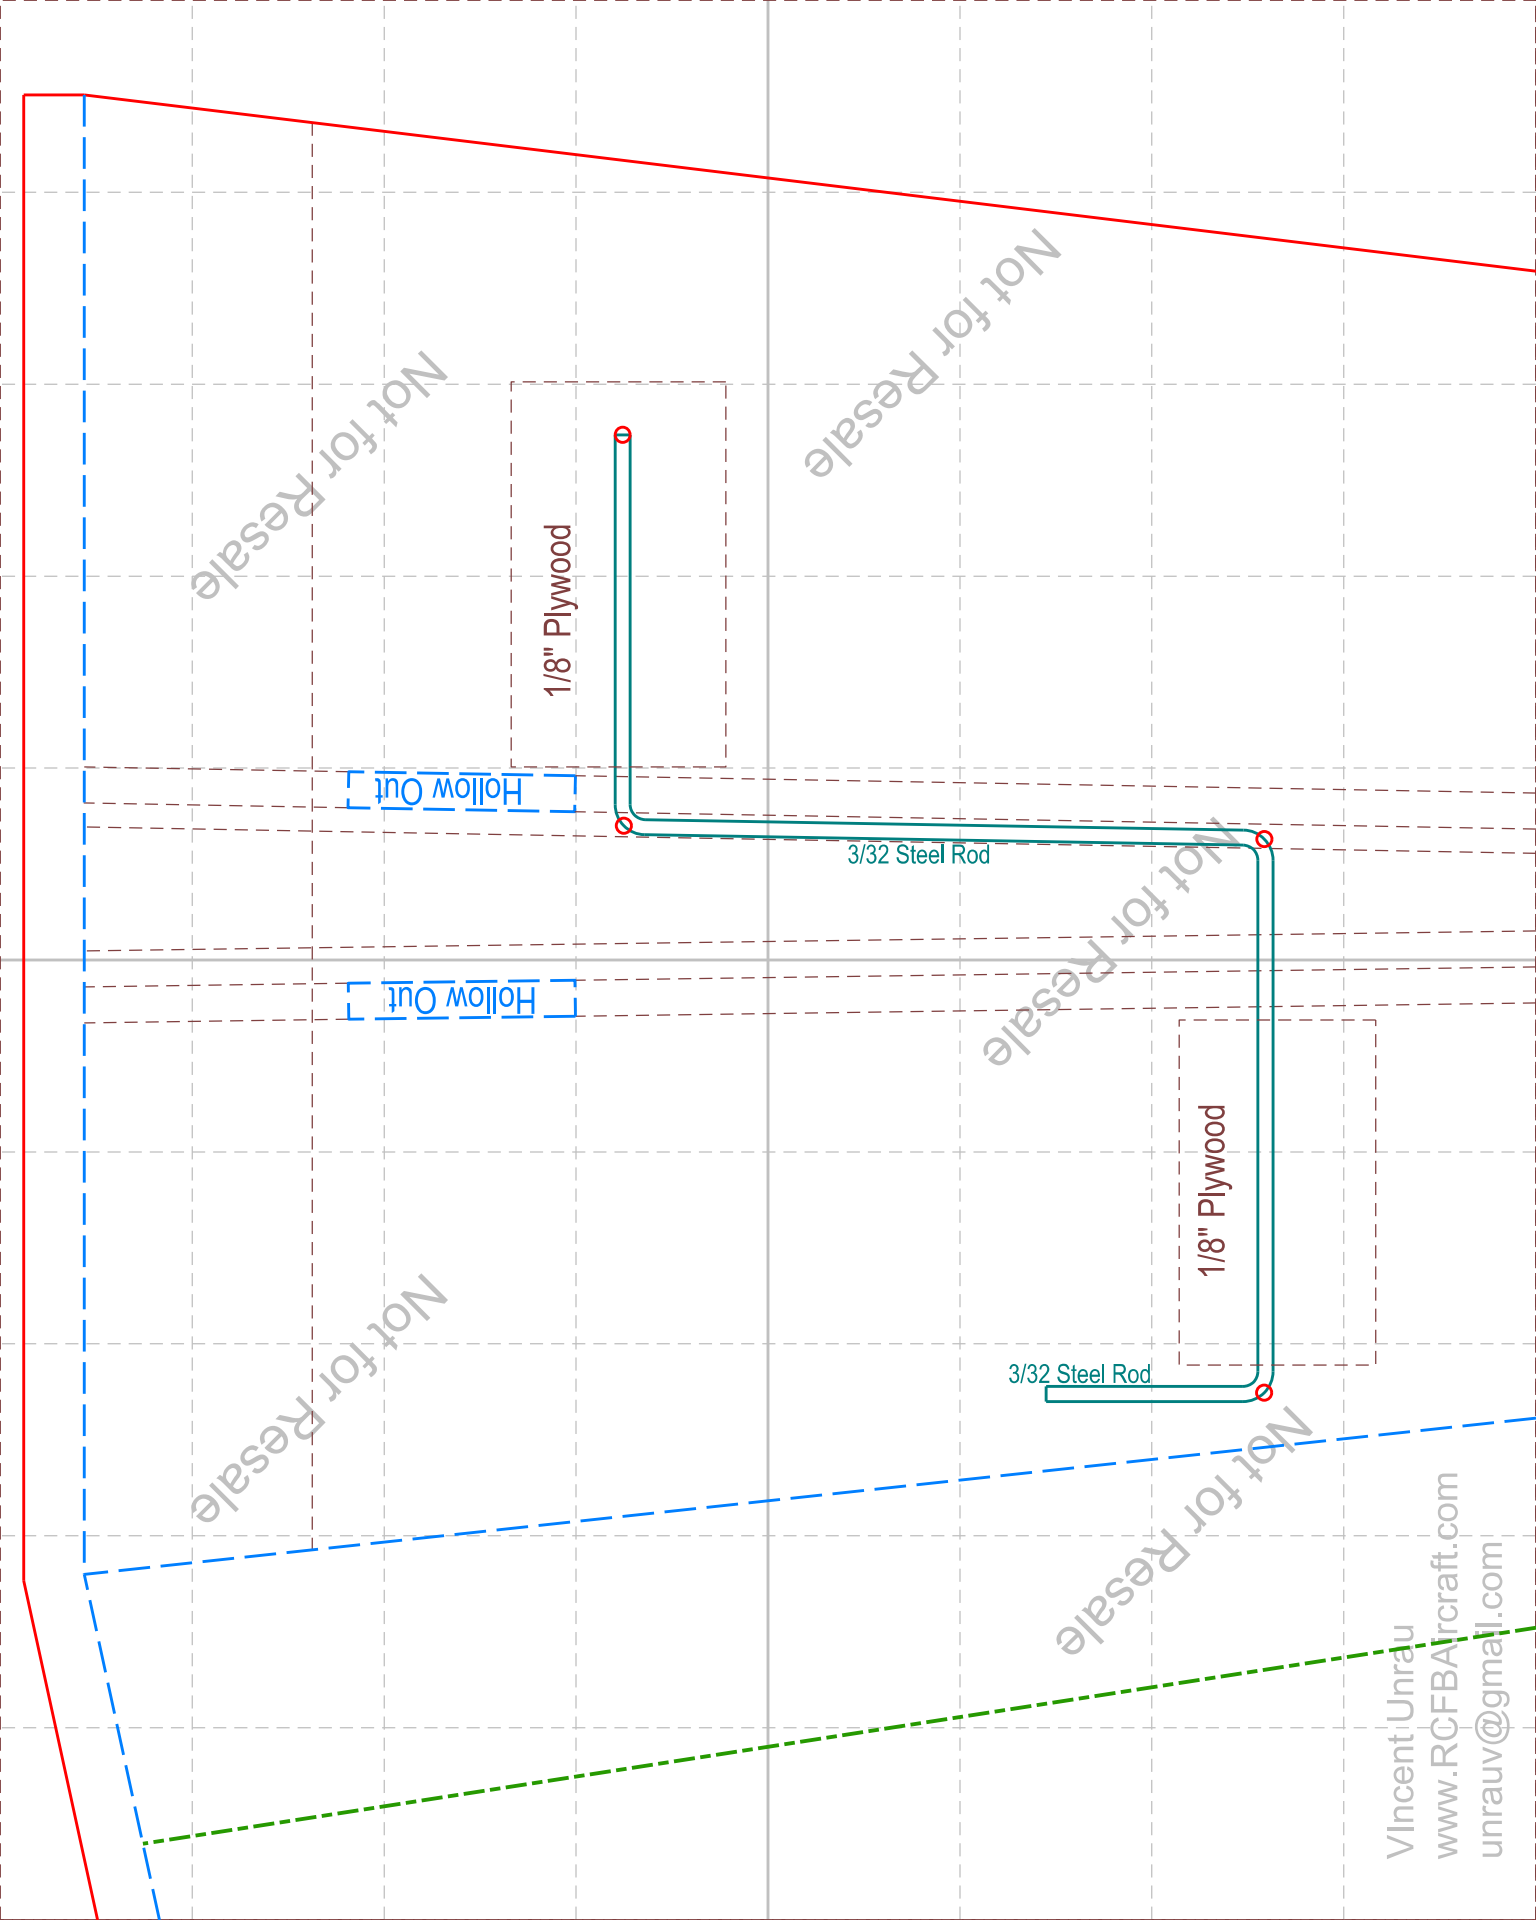 Not for Resale
Not for Resale
1/8" Plywood
Hollow Out
3/32 Steel Rod
Not for Resale
Hollow Out
1/8" Plywood
3/32 Steel Rod
Not for Resale
Not for Resale
VIncent Unrau
www.RCFBAircraft.com
unrauv@gmail.com